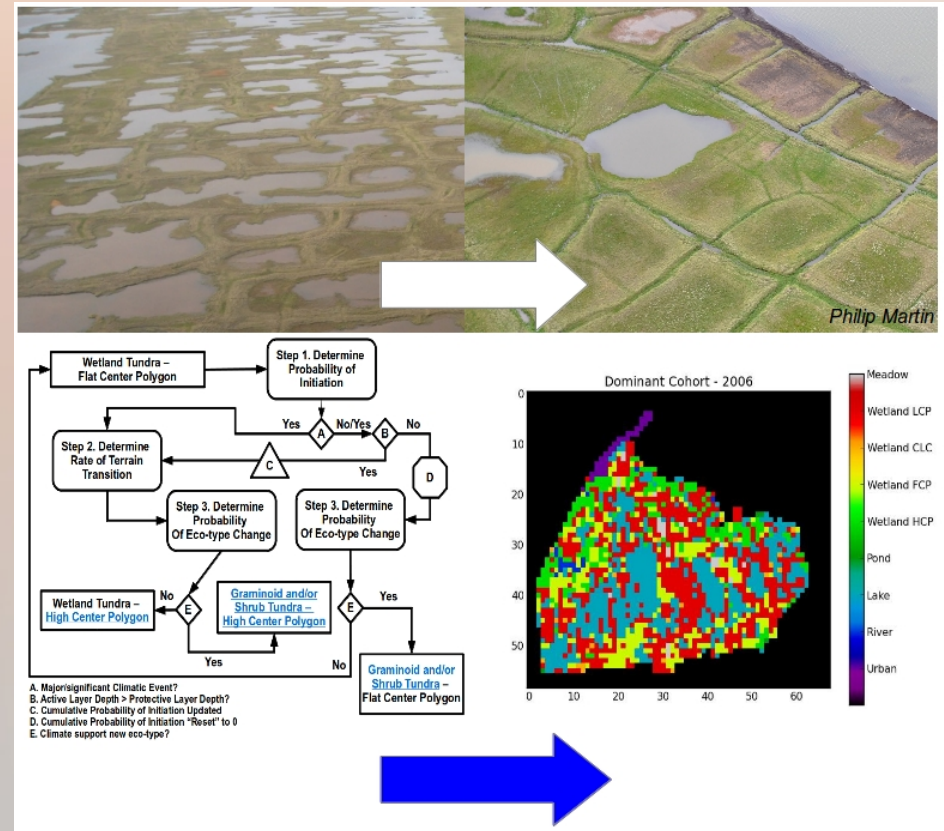 Philip Martin
Wetland Tundra –
Flat Center Polygon
Step 1. Determine
Probability of
Initiation
Yes
A
No/Yes
B
No
Step 2. Determine
Rate of Terrain
Transition
C
Yes
D
Step 3. Determine
Probability
Of Eco-type Change
Step 3. Determine
Probability
Of Eco-type Change
Wetland Tundra –
High Center Polygon
No
E
Yes
Graminoid and/or
Shrub Tundra –
High Center Polygon
E
Yes
No
Graminoid and/or
Shrub Tundra –
Flat Center Polygon
A. Major/significant Climatic Event?
B. Active Layer Depth > Protective Layer Depth?
C. Cumulative Probability of Initiation Updated
D. Cumulative Probability of Initiation "Reset" to 0
E. Climate support new eco-type?
Dominant Cohort - 2006
0
10
20
30
40
50
0 10 20 30 40 50 60
Meadow
Wetland LCP
Wetland CLC
Wetland FCP
Wetland HCP
Pond
Lake
River
Urban